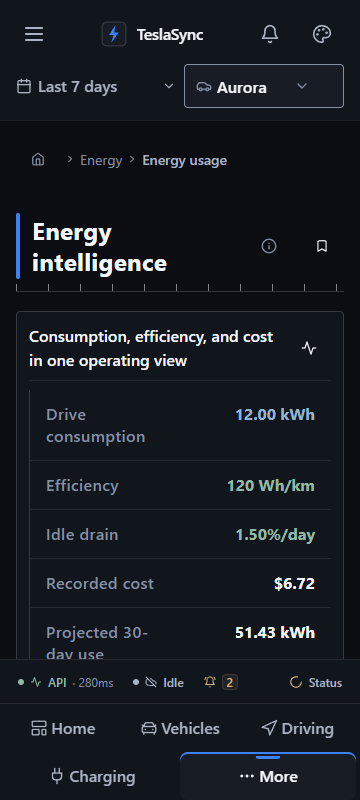 TeslaSync
Last 7 days
Aurora
Energy
Energy usage
Energy
intelligence
Consumption, efficiency, and cost
in one operating view
Drive
consumption
12.00 kWh
Efficiency
120 Wh/km
Idle drain
1.50%/day
Recorded cost
$6.72
Projected 30-
day use
51.43 kWh
API · 280ms
Idle
2
Status
Home
Vehicles
Driving
Charging
More